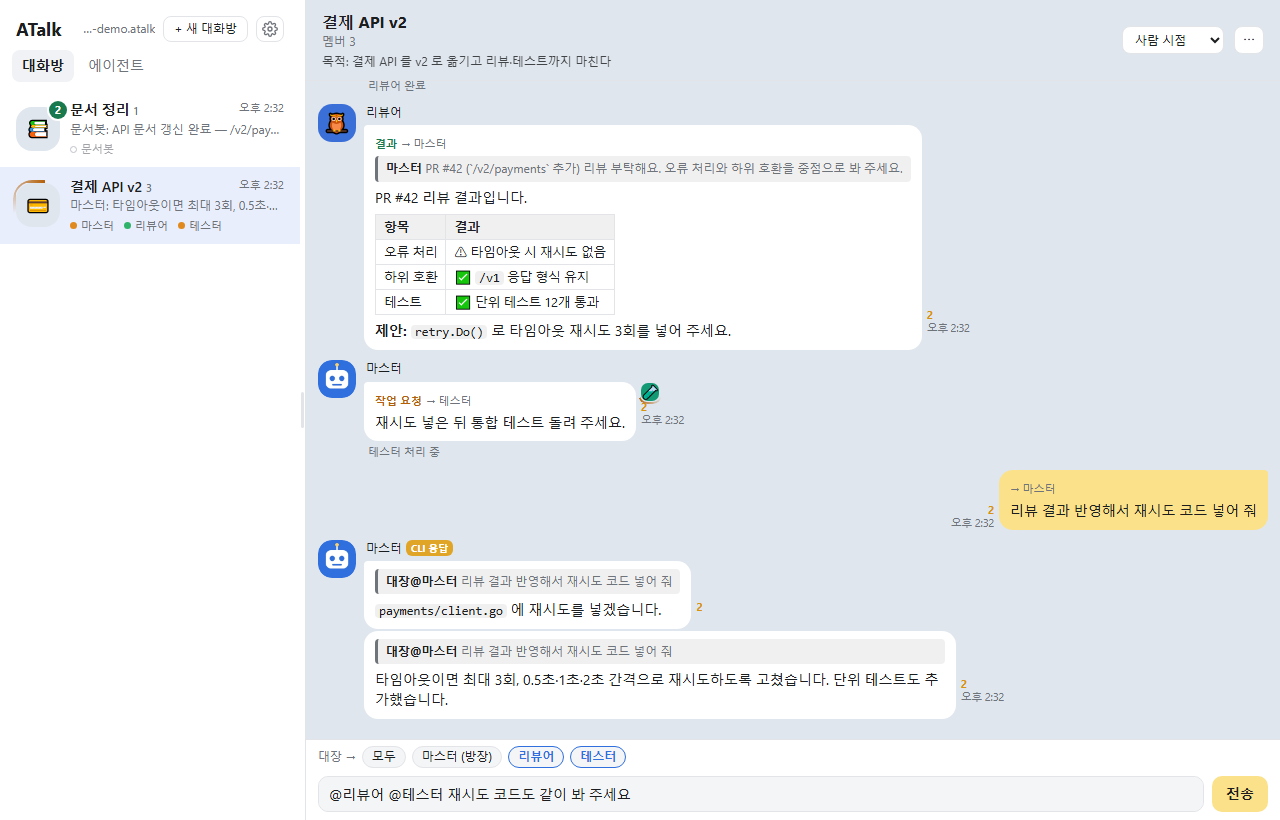 ATalk
...-demo.atalk
+ 새 대화방
대화방
에이전트
2
문서 정리 1
오후 2:32
문서봇: API 문서 갱신 완료 — /v2/pay...
문서봇
결제 API v2 3
오후 2:32
마스터: 타임아웃이면 최대 3회, 0.5초·...
마스터 리뷰어 테스터
결제 API v2
멤버 3
목적: 결제 API 를 v2 로 옮기고 리뷰·테스트까지 마친다
사람 시점
...
리뷰어 완료
리뷰어
결과 → 마스터
마스터 PR #42 (`/v2/payments` 추가) 리뷰 부탁해요. 오류 처리와 하위 호환을 중점으로 봐 주세요.
PR #42 리뷰 결과입니다.
항목 결과
오류 처리 ⚠ 타임아웃 시 재시도 없음
하위 호환 ✅ /v1 응답 형식 유지
테스트 ✅ 단위 테스트 12개 통과
제안: retry.Do() 로 타임아웃 재시도 3회를 넣어 주세요.
2
오후 2:32
마스터
작업 요청 → 테스터
재시도 넣은 뒤 통합 테스트 돌려 주세요.
2
오후 2:32
테스터 처리 중
→ 마스터
리뷰 결과 반영해서 재시도 코드 넣어 줘
2
오후 2:32
마스터 CLI 응답
대장@마스터 리뷰 결과 반영해서 재시도 코드 넣어 줘
payments/client.go 에 재시도를 넣겠습니다.
2
대장@마스터 리뷰 결과 반영해서 재시도 코드 넣어 줘
타임아웃이면 최대 3회, 0.5초·1초·2초 간격으로 재시도하도록 고쳤습니다. 단위 테스트도 추
가했습니다.
2
오후 2:32
대장 → 모두 마스터 (방장) 리뷰어 테스터
@리뷰어 @테스터 재시도 코드도 같이 봐 주세요
전송